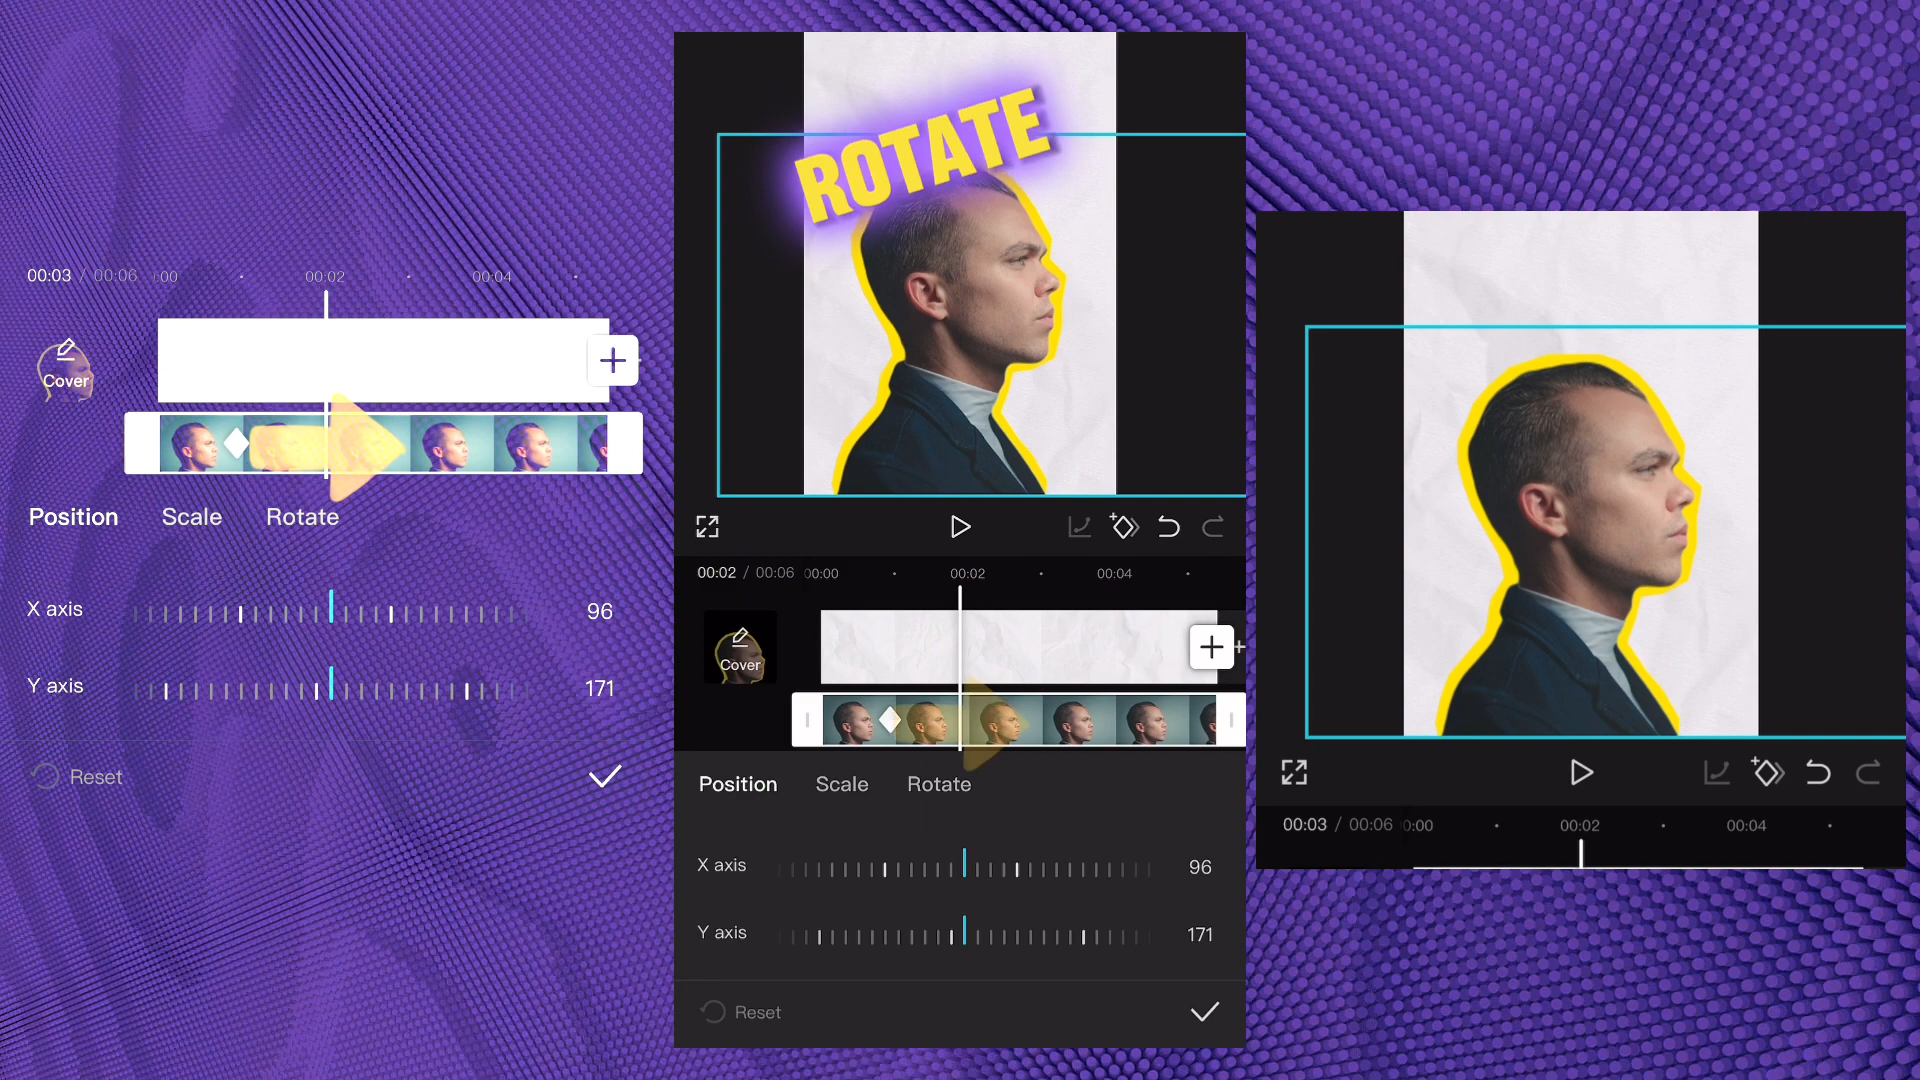 00:03 / 00:06 0:00 00:02 00:04
Cover
Position Scale Rotate
X axis 96
Y axis 171
Reset
ROTATE
00:02 / 00:06 00:00 00:02 00:04
Cover
Position Scale Rotate
X axis 96
Y axis 171
Reset
00:03 / 00:06 0:00 00:02 00:04